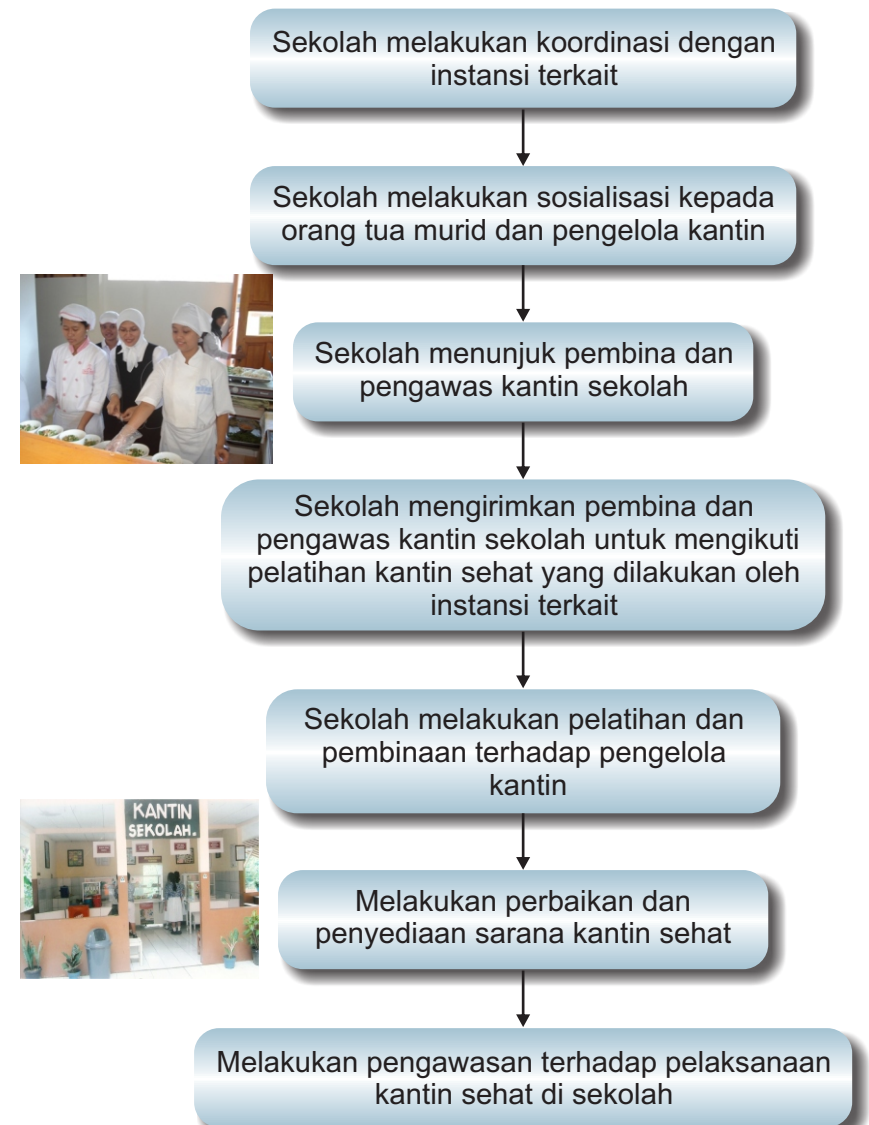 Sekolah melakukan koordinasi dengan
instansi terkait
Sekolah melakukan sosialisasi kepada
orang tua murid dan pengelola kantin
Sekolah menunjuk pembina dan
pengawas kantin sekolah
Sekolah mengirimkan pembina dan
pengawas kantin sekolah untuk mengikuti
pelatihan kantin sehat yang dilakukan oleh
instansi terkait
Sekolah melakukan pelatihan dan
pembinaan terhadap pengelola
kantin
KANTIN
SEKOLAH.
Melakukan perbaikan dan
penyediaan sarana kantin sehat
Melakukan pengawasan terhadap pelaksanaan
kantin sehat di sekolah